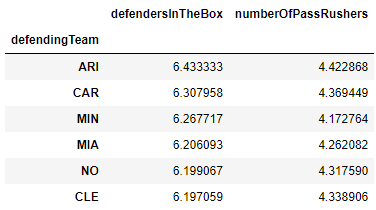 defendersInTheBox numberOfPassRushers
defendingTeam
ARI 6.433333 4.422868
CAR 6.307958 4.369449
MIN 6.267717 4.172764
MIA 6.206093 4.262082
NO 6.199067 4.317590
CLE 6.197059 4.338906